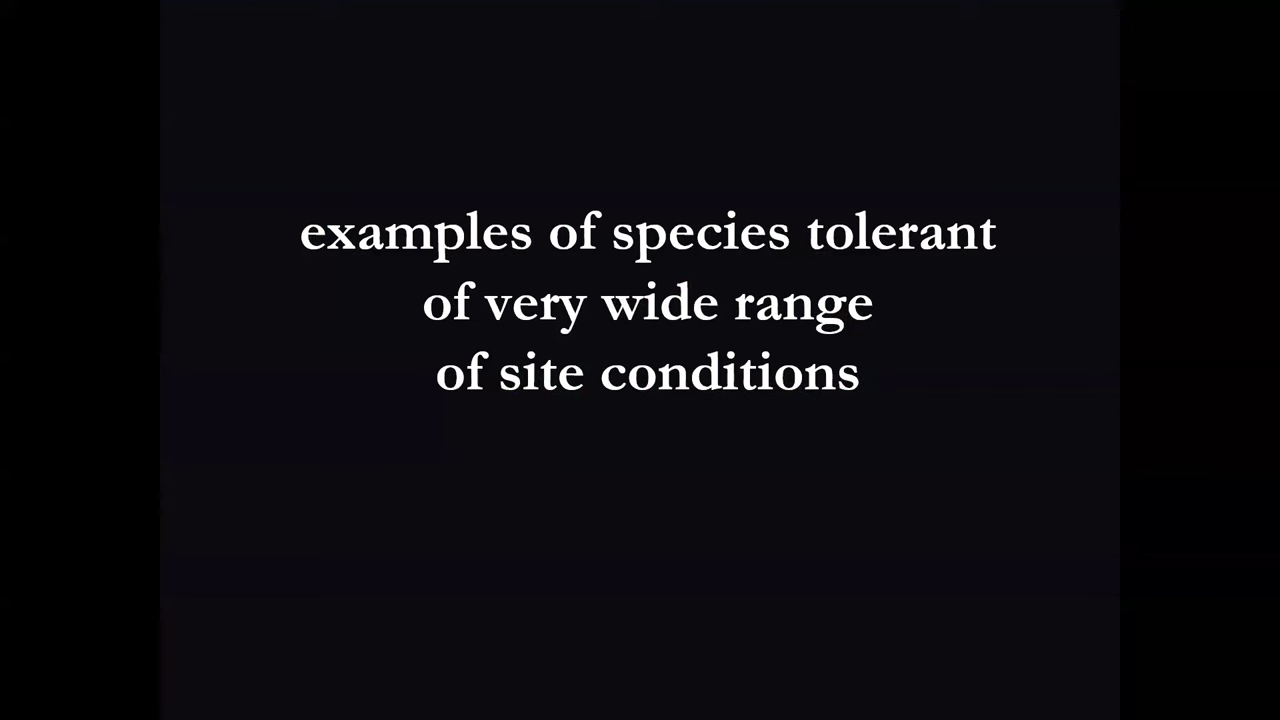 examples of species tolerant
of very wide range
of site conditions